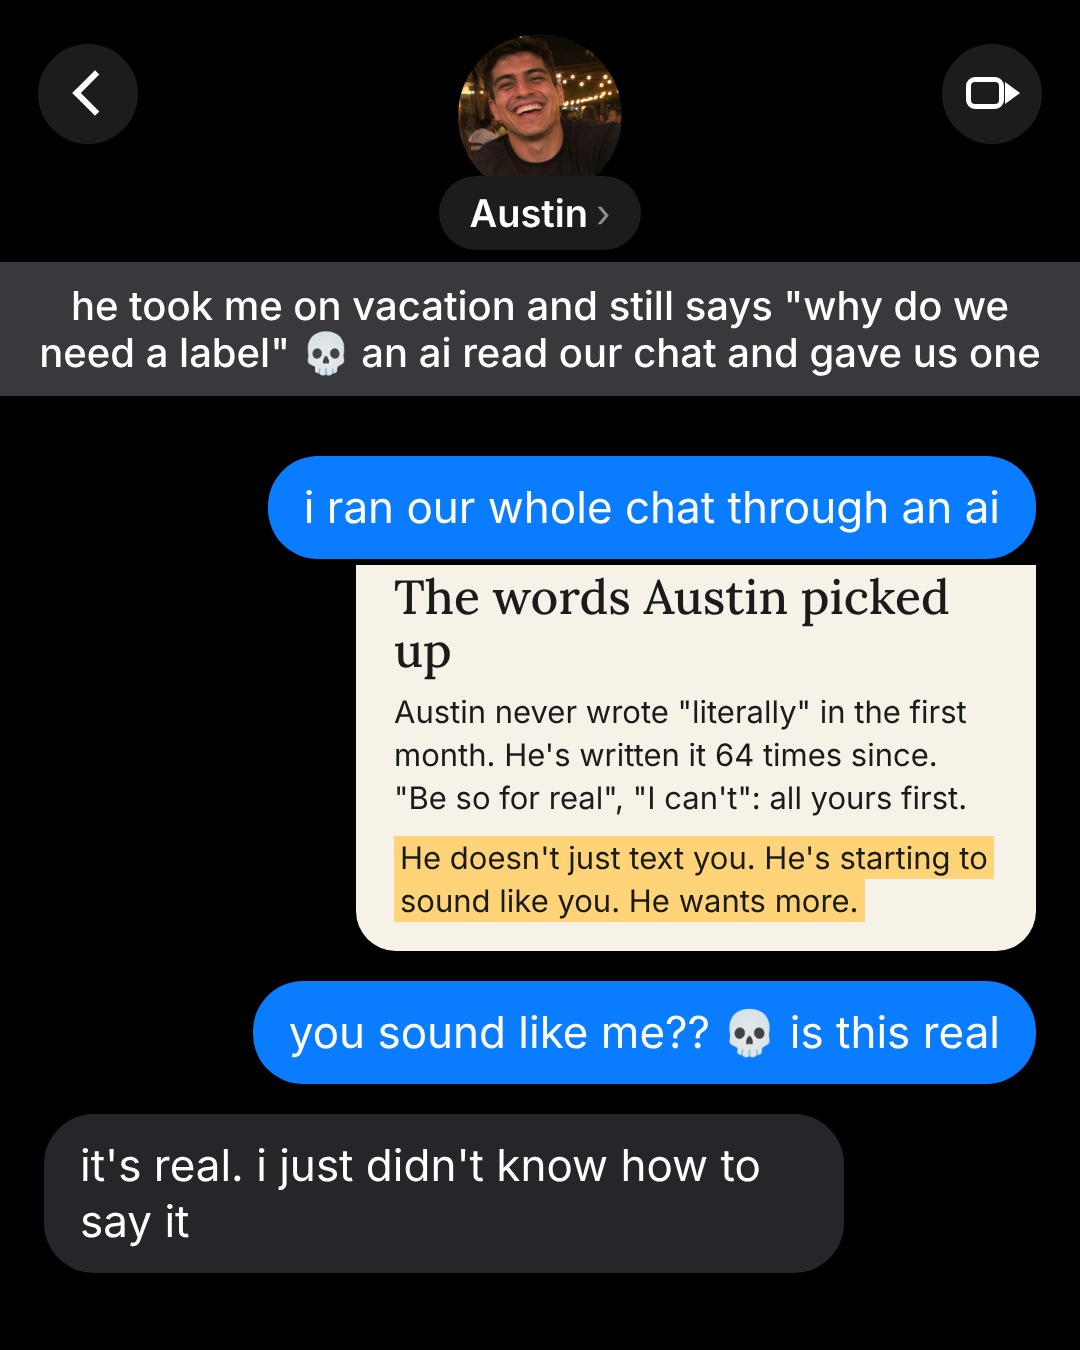 Austin ›
he took me on vacation and still says "why do we
need a label" 💀 an ai read our chat and gave us one
i ran our whole chat through an ai
The words Austin picked
up
Austin never wrote "literally" in the first
month. He's written it 64 times since.
"Be so for real", "I can't": all yours first.
He doesn't just text you. He's starting to
sound like you. He wants more.
you sound like me?? 💀 is this real
it's real. i just didn't know how to
say it